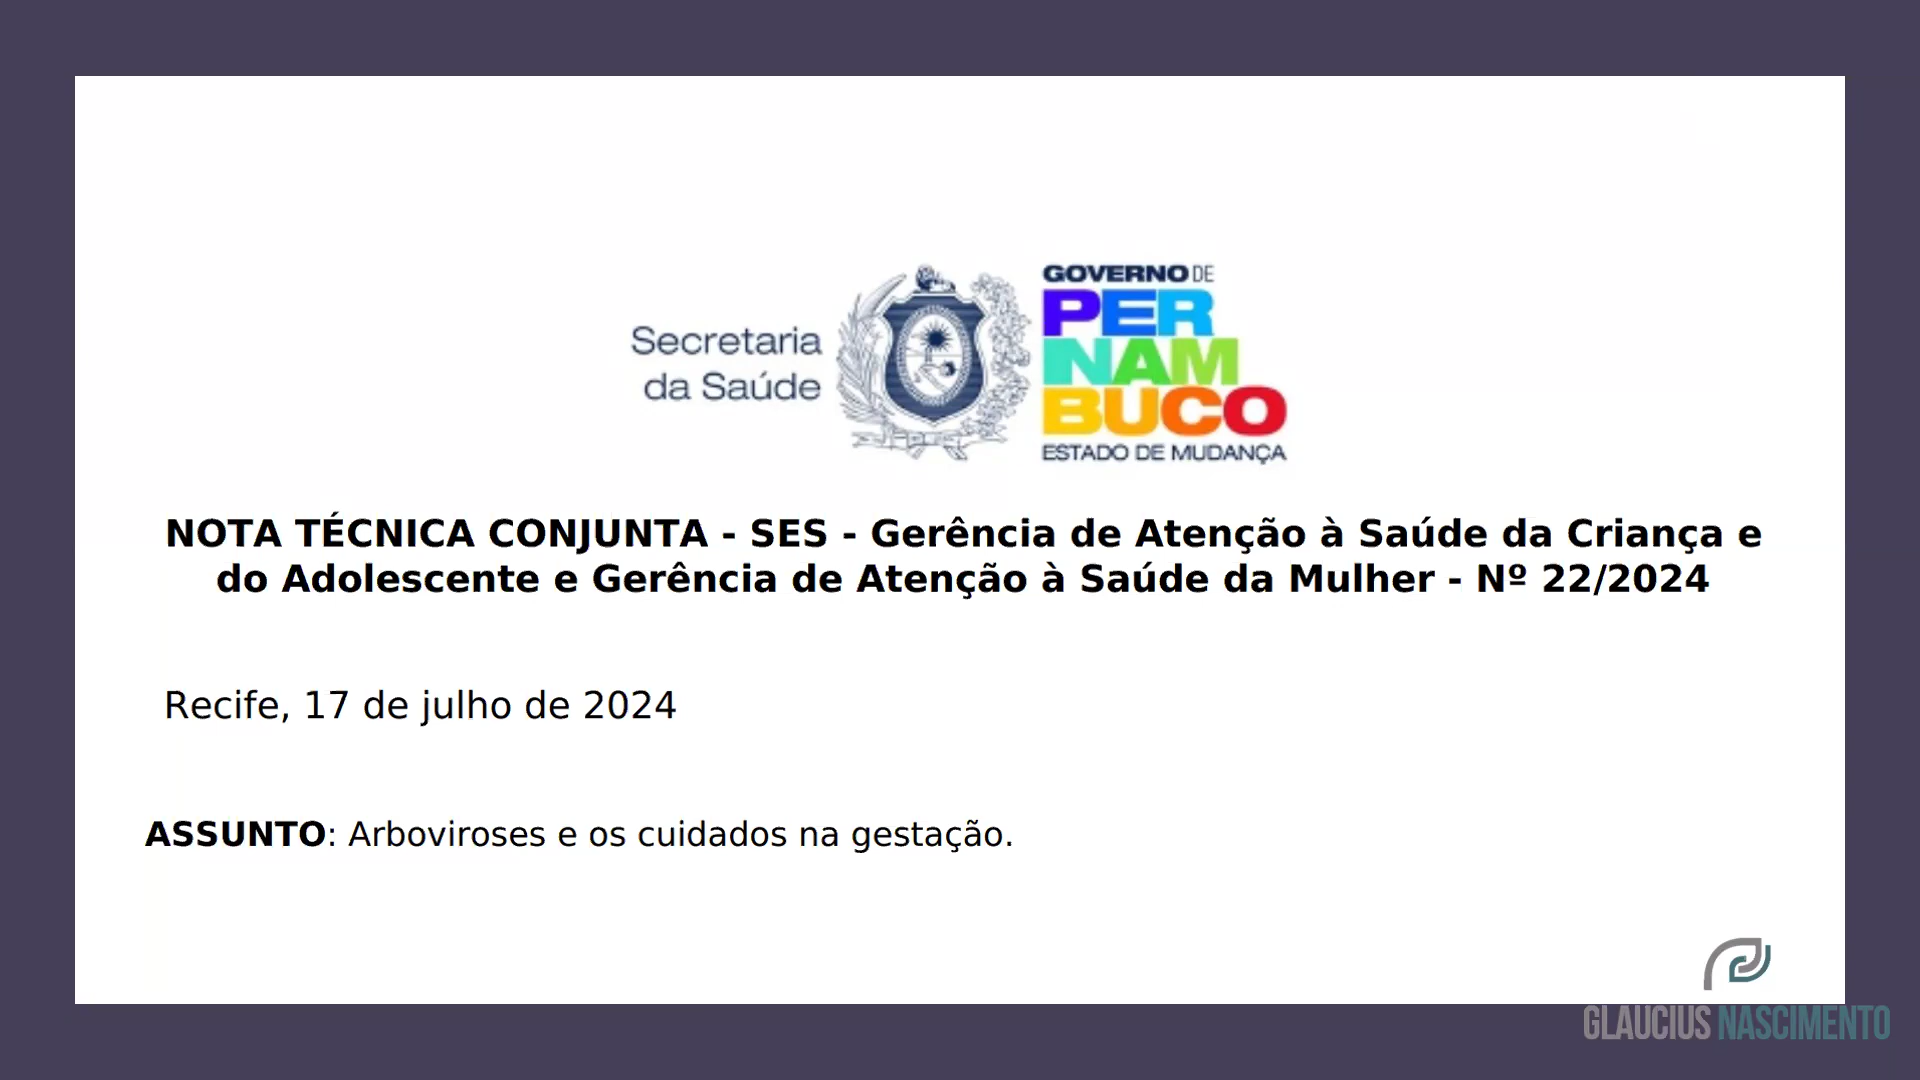 Secretaria
da Saúde
GOVERNO DE
PER
NAM
BUCO
ESTADO DE MUDANÇA
NOTA TÉCNICA CONJUNTA - SES - Gerência de Atenção à Saúde da Criança e
do Adolescente e Gerência de Atenção à Saúde da Mulher - Nº 22/2024
Recife, 17 de julho de 2024
ASSUNTO: Arboviroses e os cuidados na gestação.
GLAUCIUS NASCIMENTO